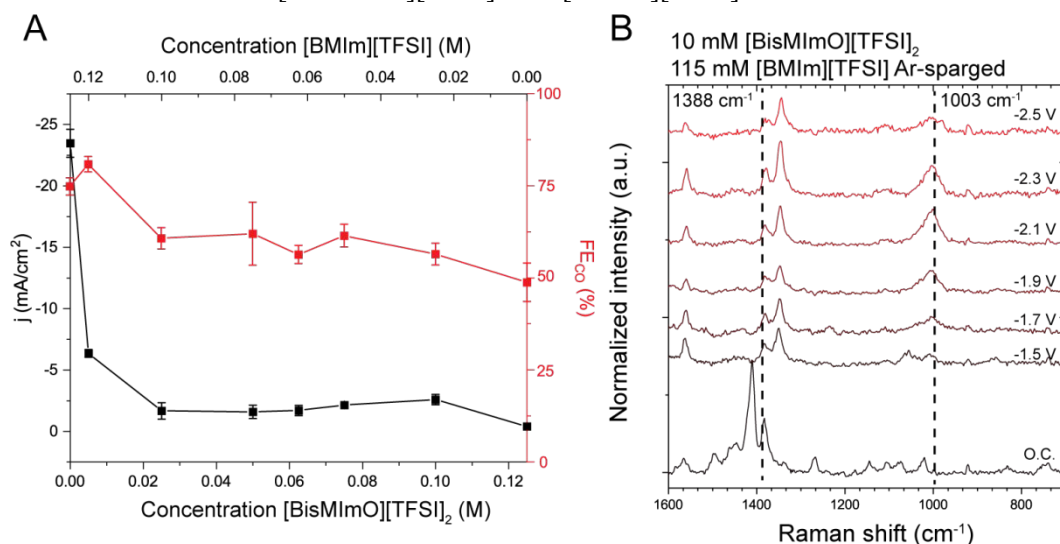 A
Concentration [BMIm][TFSI] (M)
0.12 0.10 0.08 0.06 0.04 0.02 0.00
j (mA/cm²)
-25
-20
-15
-10
-5
0
100
75
50
25
0
FE_CO (%)
0.00 0.02 0.04 0.06 0.08 0.10 0.12
Concentration [BisMImO][TFSI]₂ (M)
B
10 mM [BisMImO][TFSI]₂
115 mM [BMIm][TFSI] Ar-sparged
1388 cm⁻¹ 1003 cm⁻¹
Normalized intensity (a.u.)
-2.5 V
-2.3 V
-2.1 V
-1.9 V
-1.7 V
-1.5 V
O.C.
1600 1400 1200 1000 800
Raman shift (cm⁻¹)